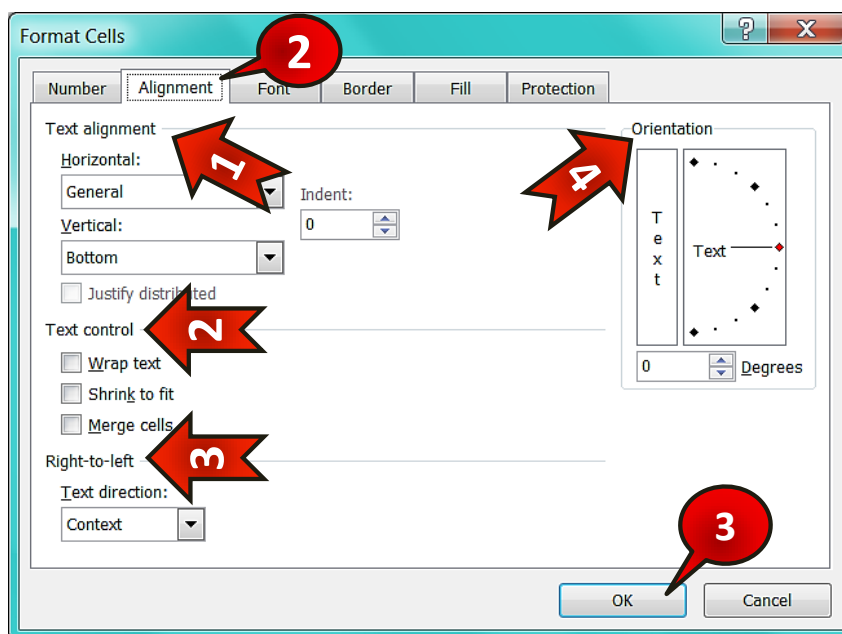 Format Cells
2
Number Alignment Font Border Fill Protection
Text alignment
1
Horizontal:
General
Indent:
0
Vertical:
Bottom
Justify distributed
Text control
2
Wrap text
Shrink to fit
Merge cells
Right-to-left
3
Text direction:
Context
4
Orientation
Text
Text
0 Degrees
3
OK Cancel